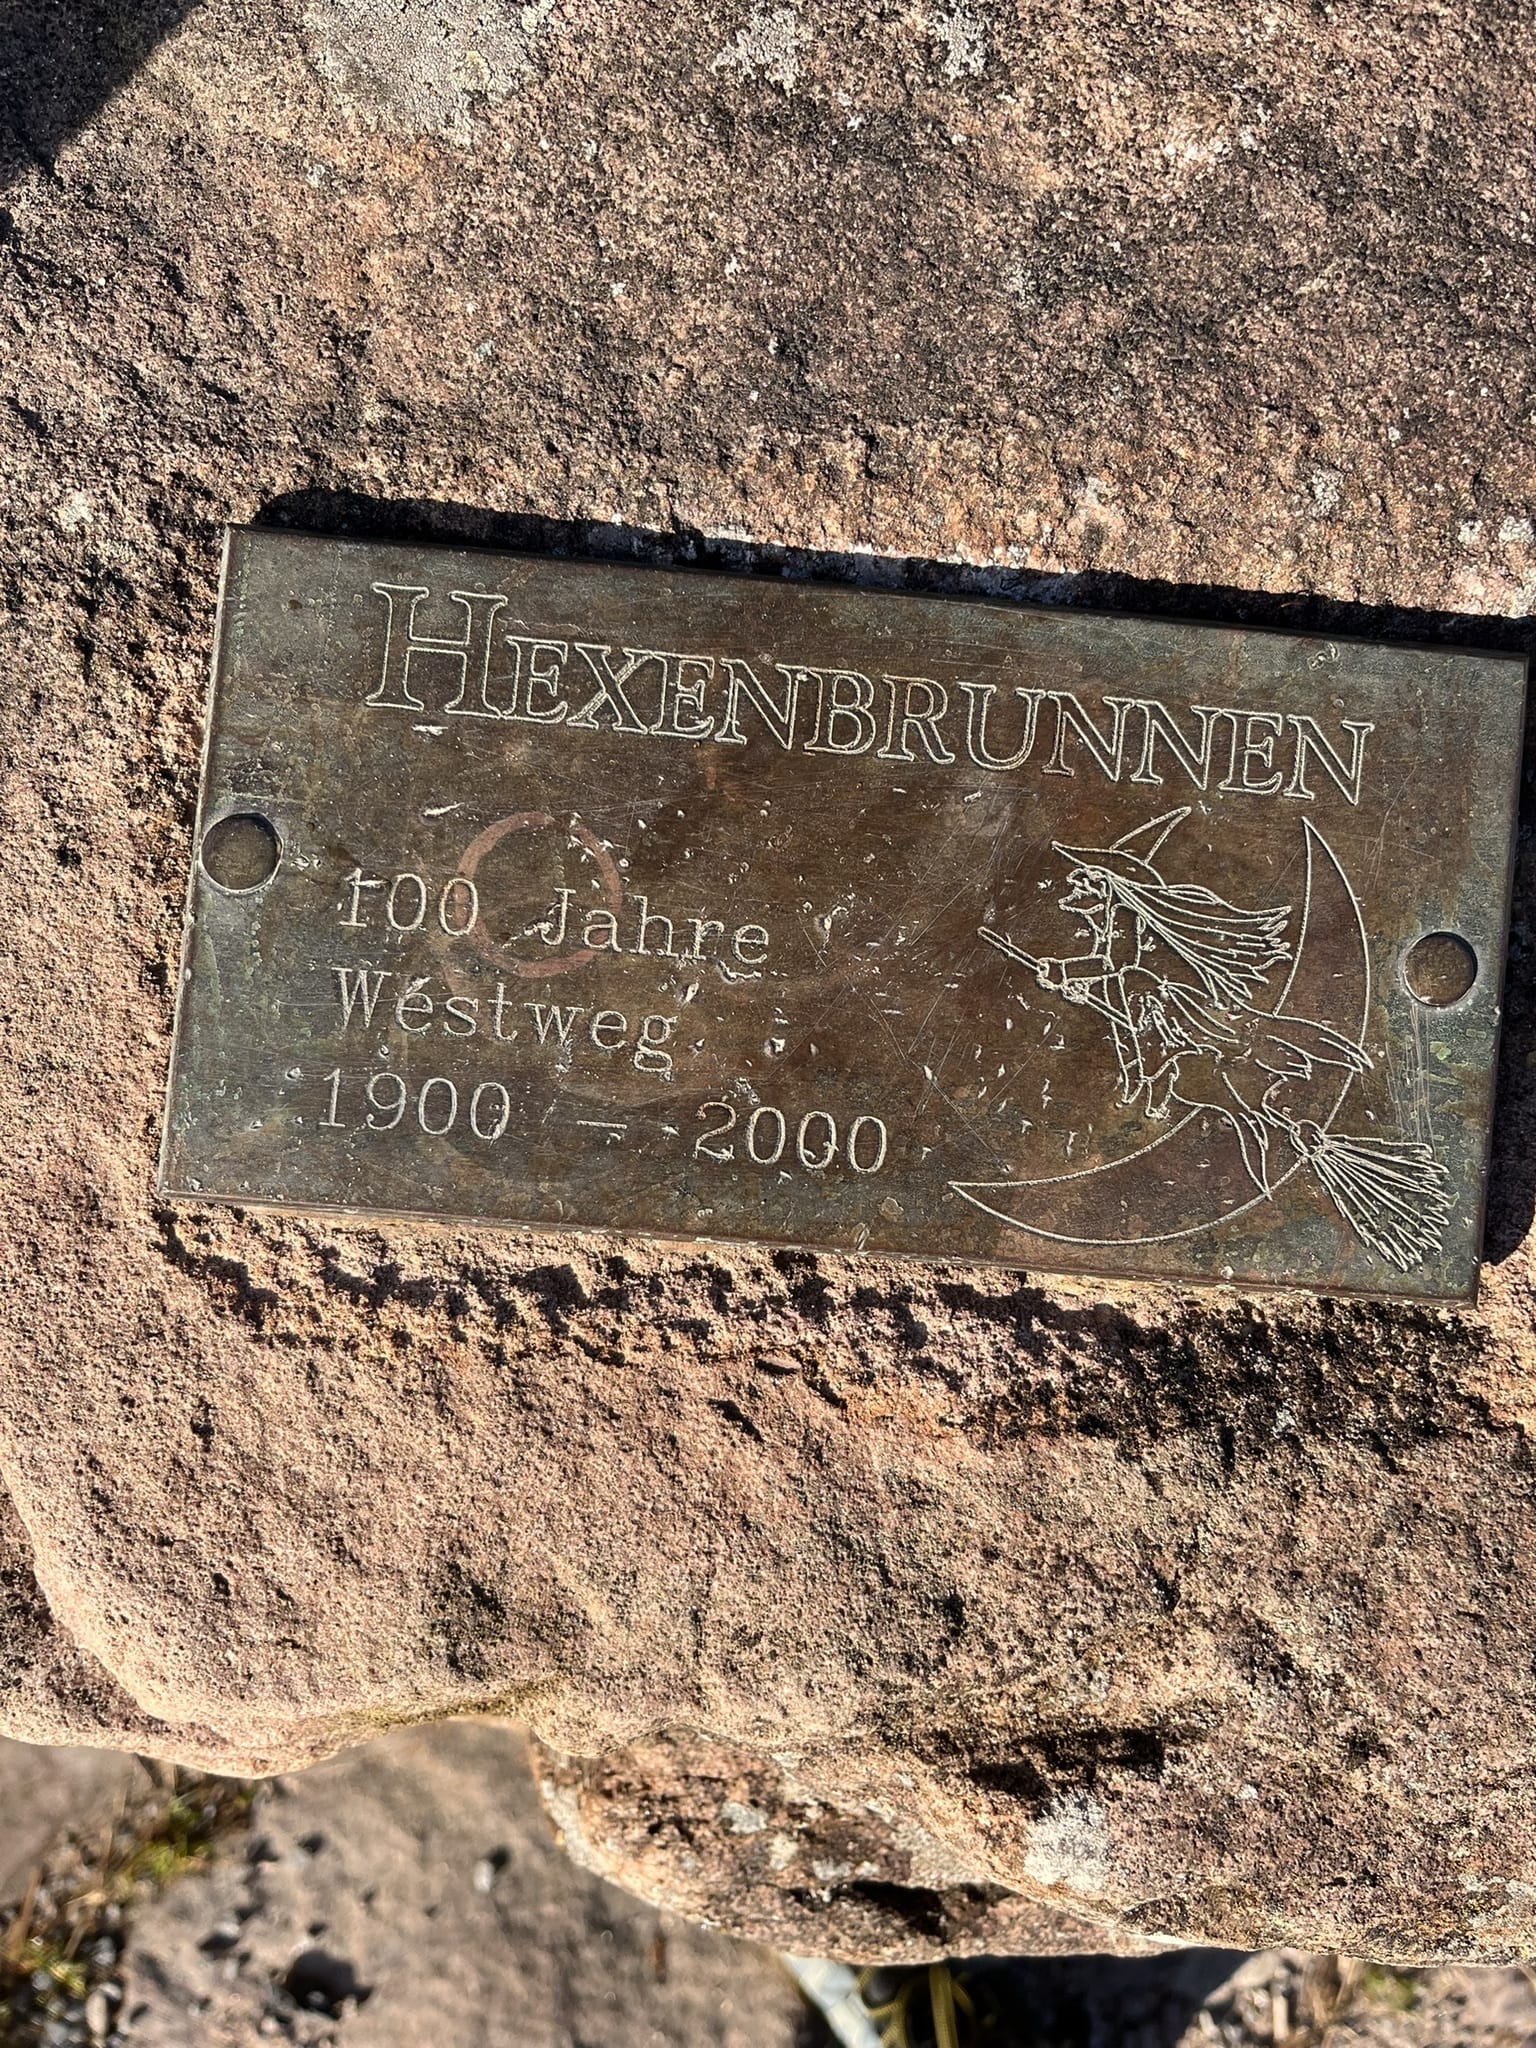 HEXENBRUNNEN
100 Jahre
Westweg
1900 – 2000